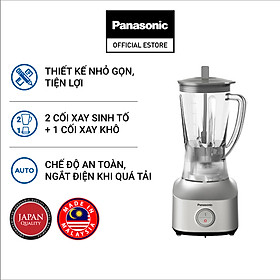 Panasonic
OFFICIAL ESTORE
THIẾT KẾ NHỎ GỌN,
TIỆN LỢI
2
1
2 CỐI XAY SINH TỐ
+ 1 CỐI XAY KHÔ
AUTO
CHẾ ĐỘ AN TOÀN,
NGẮT ĐIỆN KHI QUÁ TẢI
JAPAN
QUALITY
MADE IN
MALAYSIA
Panasonic